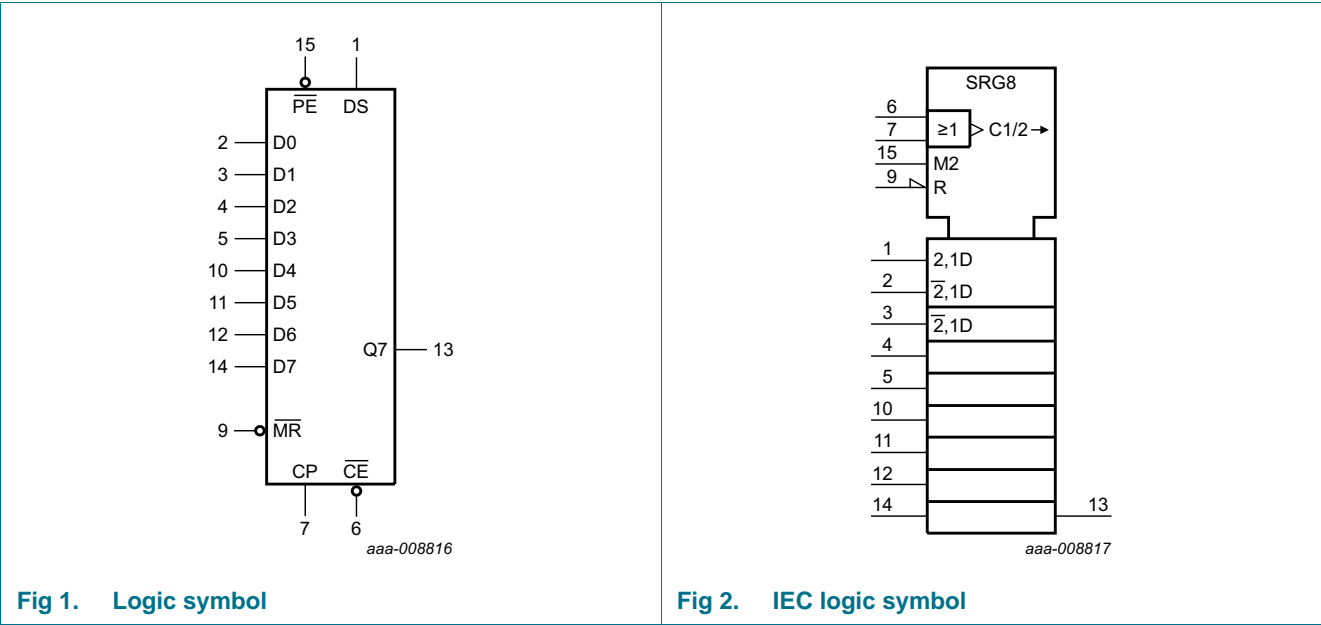 15 1
P̅E̅ DS
2 D0
3 D1
4 D2
5 D3
10 D4
11 D5
12 D6
14 D7
Q7 13
9 M̅R̅
CP C̅E̅
7 6
aaa-008816
Fig 1. Logic symbol
SRG8
6
7 ≥1 C1/2→
15 M2
9 R
1 2,1D
2 2̅,1D
3 2̅,1D
4
5
10
11
12
14 13
aaa-008817
Fig 2. IEC logic symbol